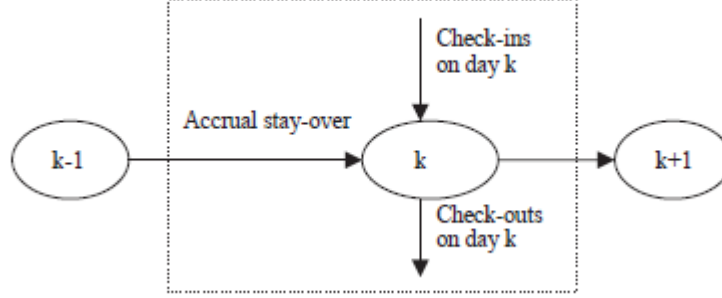 Check-ins
on day k
Accrual stay-over
k-1
k
k+1
Check-outs
on day k